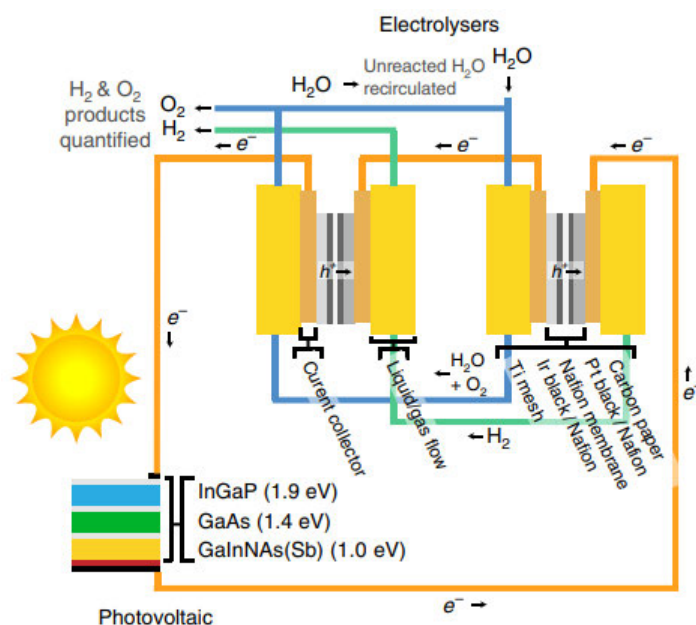 Electrolysers
H₂O
H₂O → Unreacted H₂O
recirculated
H₂ & O₂
products
quantified
← O₂
← H₂
← e⁻
← e⁻
← e⁻
h⁺→
h⁺→
e⁻
↓
← H₂O
+ O₂
← H₂
Curent collector
Liquid/gas flow
Ti mesh
Ir black / Nafion
Nafion membrane
Pt black / Nafion
Carbon paper
↑
e⁻
InGaP (1.9 eV)
GaAs (1.4 eV)
GaInNAs(Sb) (1.0 eV)
e⁻ →
Photovoltaic